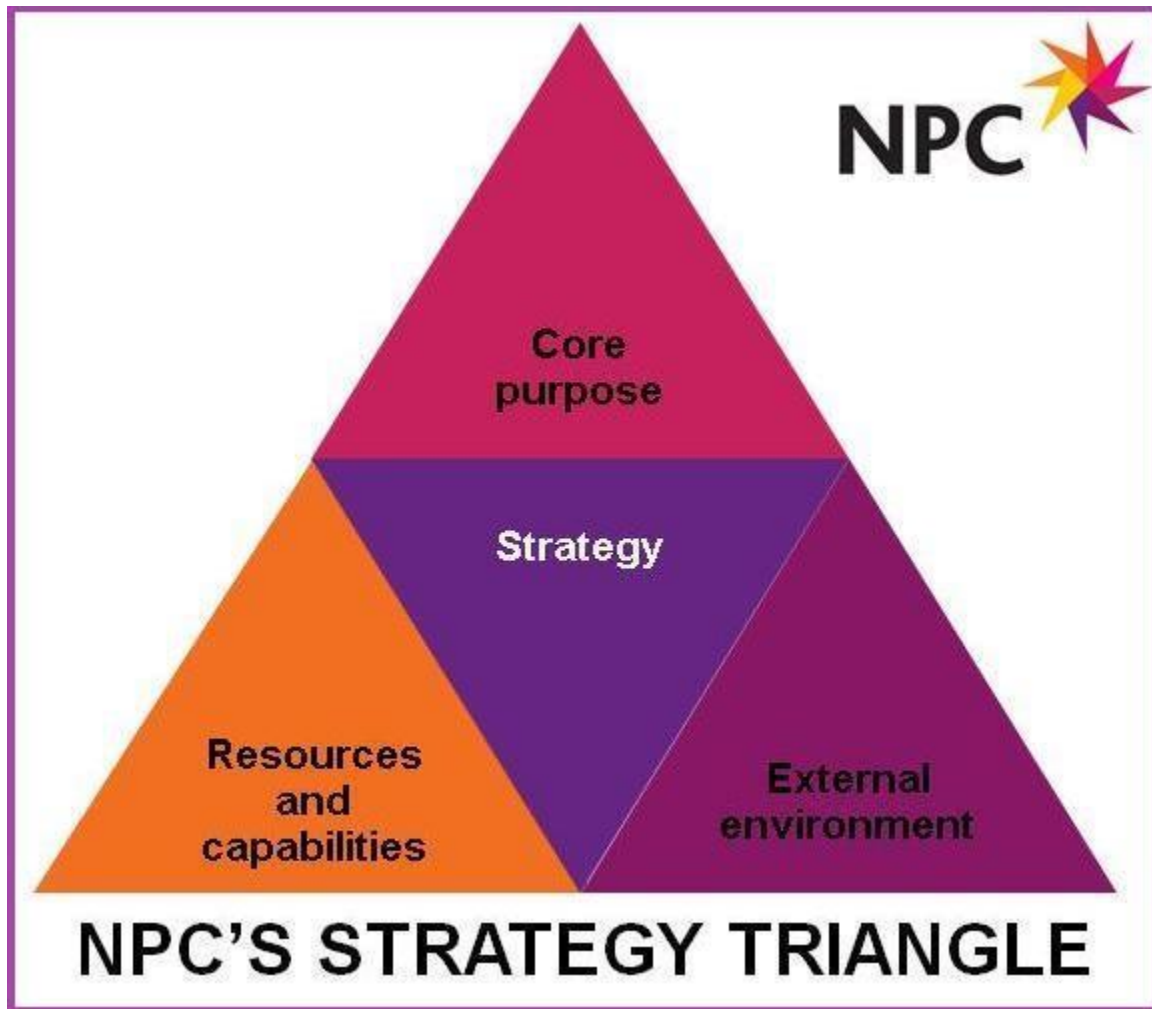 NPC
Core
purpose
Strategy
Resources
and
capabilities
External
environment
NPC’S STRATEGY TRIANGLE